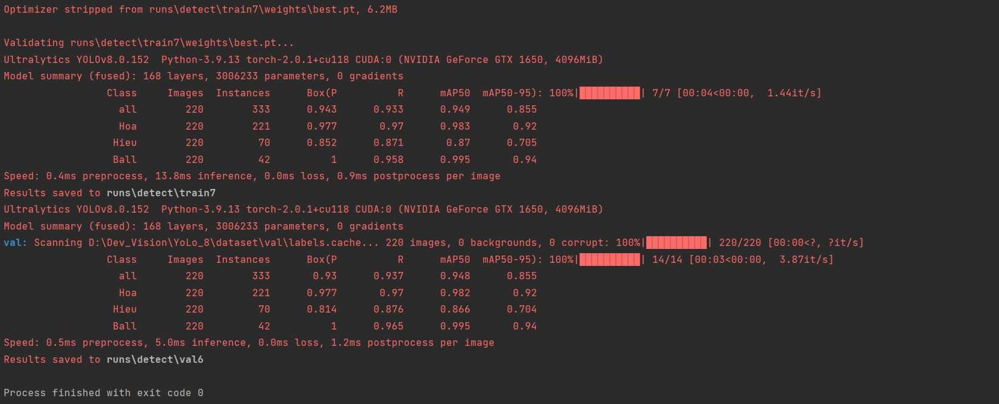 Optimizer stripped from runs\detect\train7\weights\best.pt, 6.2MB
Validating runs\detect\train7\weights\best.pt...
Ultralytics YOLOv8.0.152  Python-3.9.13 torch-2.0.1+cu118 CUDA:0 (NVIDIA GeForce GTX 1650, 4096MiB)
Model summary (fused): 168 layers, 3006233 parameters, 0 gradients
Class Images Instances Box(P R mAP50 mAP50-95): 100%|██████████| 7/7 [00:04<00:00, 1.44it/s]
all 220 333 0.943 0.933 0.949 0.855
Hoa 220 221 0.977 0.97 0.983 0.92
Hieu 220 70 0.852 0.871 0.87 0.705
Ball 220 42 1 0.958 0.995 0.94
Speed: 0.4ms preprocess, 13.8ms inference, 0.0ms loss, 0.9ms postprocess per image
Results saved to runs\detect\train7
Ultralytics YOLOv8.0.152  Python-3.9.13 torch-2.0.1+cu118 CUDA:0 (NVIDIA GeForce GTX 1650, 4096MiB)
Model summary (fused): 168 layers, 3006233 parameters, 0 gradients
val: Scanning D:\Dev_Vision\YoLo_8\dataset\val\labels.cache... 220 images, 0 backgrounds, 0 corrupt: 100%|██████████| 220/220 [00:00<?, ?it/s]
Class Images Instances Box(P R mAP50 mAP50-95): 100%|██████████| 14/14 [00:03<00:00, 3.87it/s]
all 220 333 0.93 0.937 0.948 0.855
Hoa 220 221 0.977 0.97 0.982 0.92
Hieu 220 70 0.814 0.876 0.866 0.704
Ball 220 42 1 0.965 0.995 0.94
Speed: 0.5ms preprocess, 5.0ms inference, 0.0ms loss, 1.2ms postprocess per image
Results saved to runs\detect\val6
Process finished with exit code 0